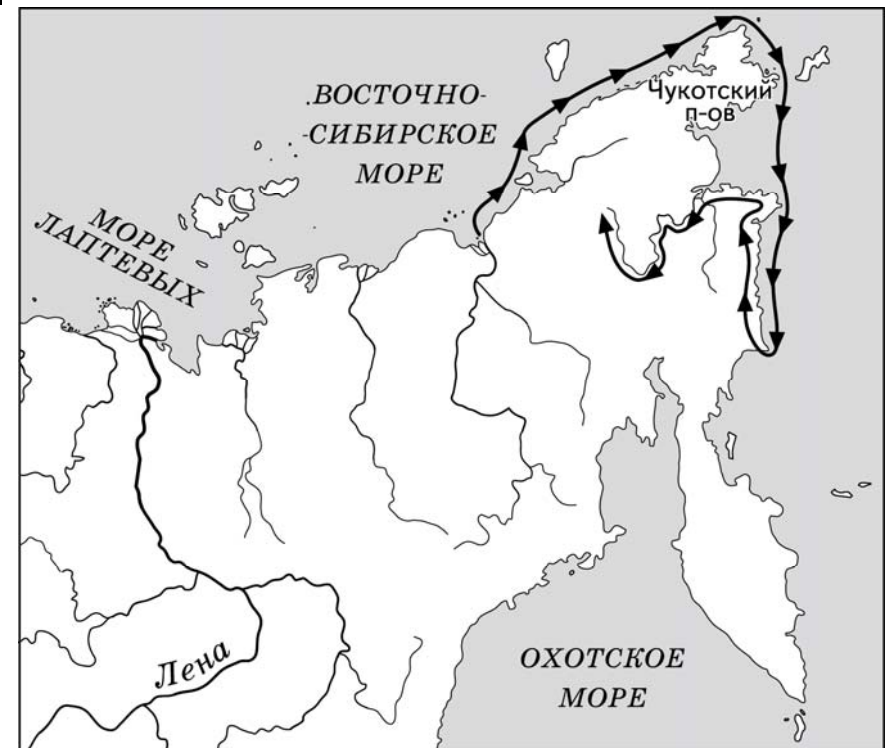 .ВОСТОЧНО-
-СИБИРСКОЕ
МОРЕ
Чукотский
п-ов
МОРЕ
ЛАПТЕВЫХ
Лена
ОХОТСКОЕ
МОРЕ